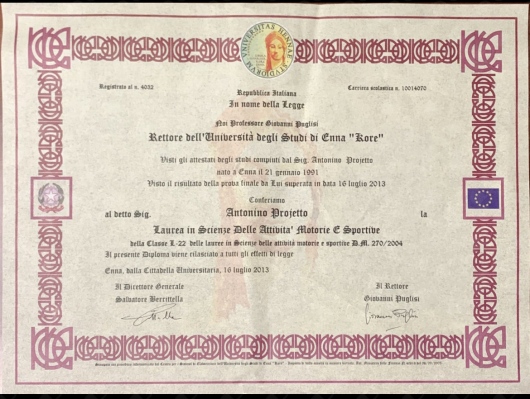 UNIVERSITAS HENNAE STUDIORUM
Registrato al n. 4032
Carriera scolastica n. 10014070
Repubblica Italiana
In nome della Legge
Noi Professore Giovanni Puglisi
Rettore dell'Università degli Studi di Enna "Kore"
Visti gli attestati degli studi compiuti dal Sig. Antonino Projetto
nato a Enna il 21 gennaio 1991
Visto il risultato della prova finale da Lui superata in data 16 luglio 2013
Conferiamo
al detto Sig. Antonino Projetto la
Laurea in Scienze Delle Attivita' Motorie E Sportive
della Classe L-22 delle lauree in Scienze delle attività motorie e sportive D.M. 270/2004
Il presente Diploma viene rilasciato a tutti gli effetti di legge
Enna, dalla Cittadella Universitaria, 16 luglio 2013
Il Direttore Generale
Salvatore Berrittella
Il Rettore
Giovanni Puglisi